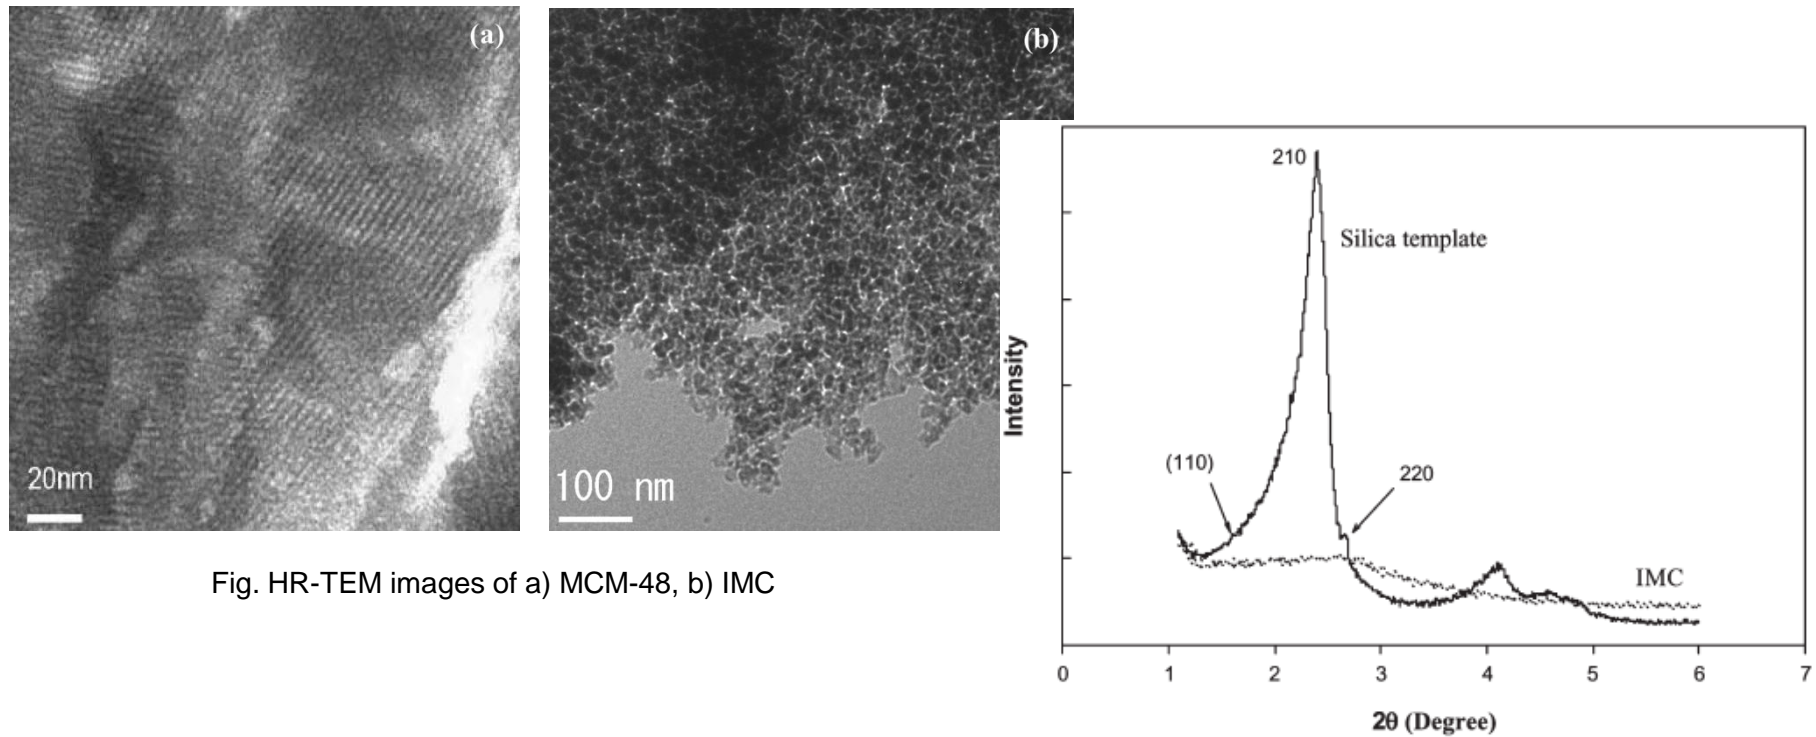 (a)
(b)
20nm
100 nm
Fig. HR-TEM images of a) MCM-48, b) IMC
210
Silica template
(110)
220
IMC
Intensity
0 1 2 3 4 5 6 7
2θ (Degree)